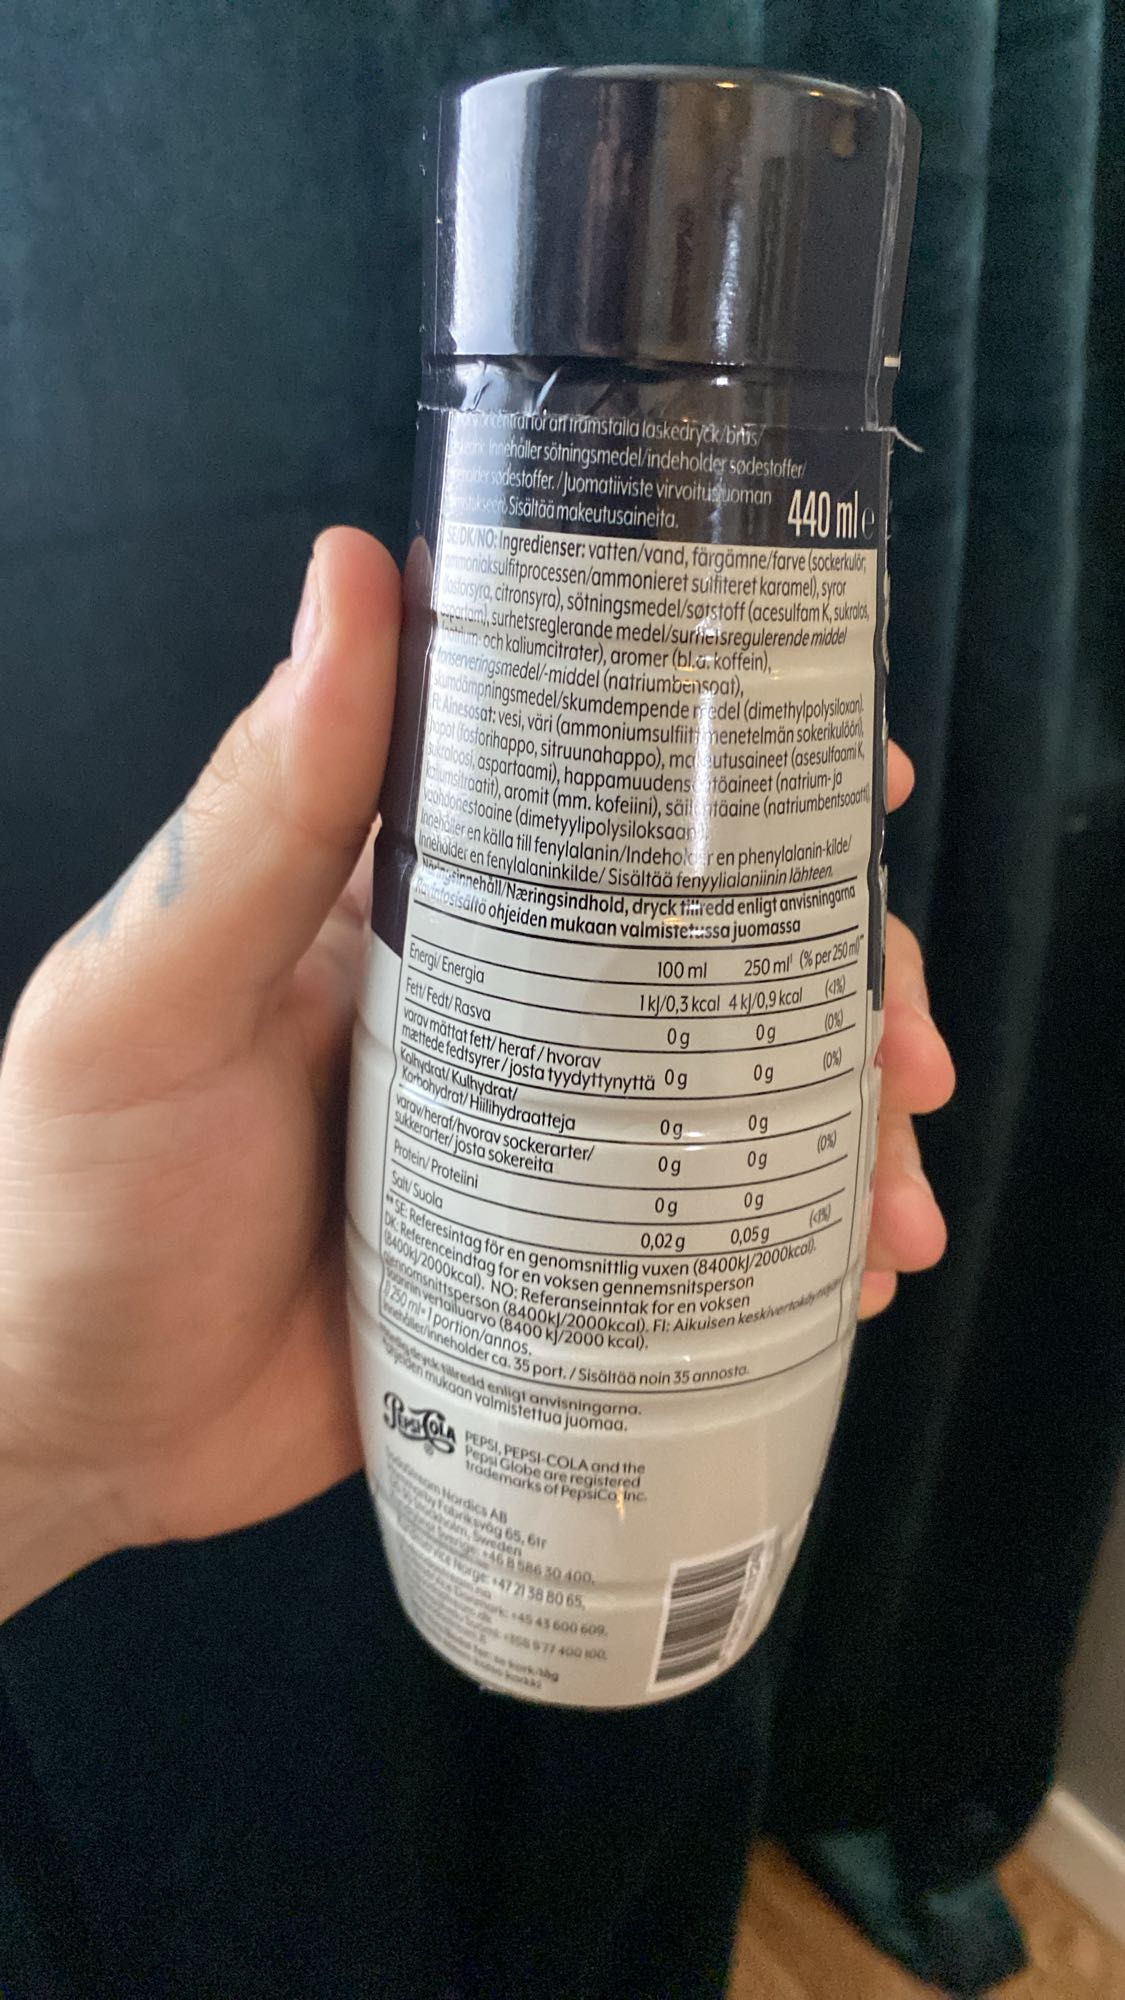 för att framställa laskedryck/brus/
Innehåller sötningsmedel/indeholder sødestoffer/
sødestoffer./Juomatiiviste virvoitusjuoman
Sisältää makeutusaineita.
440 ml e
SE/DK/NO: Ingredienser: vatten/vand, färgämne/farve (sockerkulör,
ammoniaksulfitprocessen/ammonieret sulfiteret karamel), syror
fosforsyra, citronsyra), sötningsmedel/søtstoff (acesulfam K, sukralos,
aspartam), surhetsreglerande medel/surhetsregulerende middel
natrium- och kaliumcitrater), aromer (bl.a. koffein),
konserveringsmedel/-middel (natriumbensoat),
skumdämpningsmedel/skumdempende medel (dimethylpolysiloxan).
FI: Ainesosat: vesi, väri (ammoniumsulfiittimenetelmän sokerikulööri),
hapot (fosforihappo, sitruunahappo), makeutusaineet (asesulfaami K,
sukraloosi, aspartaami), happamuudensäätöaineet (natrium- ja
kaliumsitraatit), aromit (mm. kofeiini), säilöntäaine (natriumbentsoaatti),
vaahdonestoaine (dimetyylipolysiloksaani).
Innehåller en källa till fenylalanin/Indeholder en phenylalanin-kilde/
Inneholder en fenylalaninkilde/ Sisältää fenyylialaniinin lähteen.
Näringsinnehåll/Næringsindhold, dryck tillredd enligt anvisningarna
Ravintosisältö ohjeiden mukaan valmistetussa juomassa
100 ml 250 ml¹ (% per 250 ml)**
Energi/Energia 1 kJ/0,3 kcal 4 kJ/0,9 kcal (<1%)
Fett/Fedt/Rasva 0 g 0 g (0%)
varav mättat fett/heraf/hvorav
mættede fedtsyrer/josta tyydyttynyttä 0 g 0 g (0%)
Kolhydrat/Kulhydrat/
Karbohydrat/Hiilihydraatteja 0 g 0 g
varav/heraf/hvorav sockerarter/
sukkerarter/josta sokereita 0 g 0 g (0%)
Protein/Proteiini 0 g 0 g
Salt/Suola 0,02 g 0,05 g (<1%)
** SE: Referesintag för en genomsnittlig vuxen (8400kJ/2000kcal).
DK: Referenceindtag for en voksen gennemsnitsperson
(8400kJ/2000kcal). NO: Referanseinntak for en voksen
gjennomsnittsperson (8400kJ/2000kcal). FI: Aikuisen keskivertokäyttäjän
saannin vertailuarvo (8400 kJ/2000 kcal).
¹ 250 ml=1 portion/annos.
Innehåller/inneholder ca. 35 port. / Sisältää noin 35 annosta.
dryck tillredd enligt anvisningarna.
ohjeiden mukaan valmistettua juomaa.
PEPSI-COLA
PEPSI, PEPSI-COLA and the
Pepsi Globe are registered
trademarks of PepsiCo, Inc.
SodaStream Nordics AB
Fabriksväg 65, 6tr
Stockholm, Sweden
Sverige: +46 8 586 30 400,
Norge: +47 21 38 80 65,
+45 43 600 609,